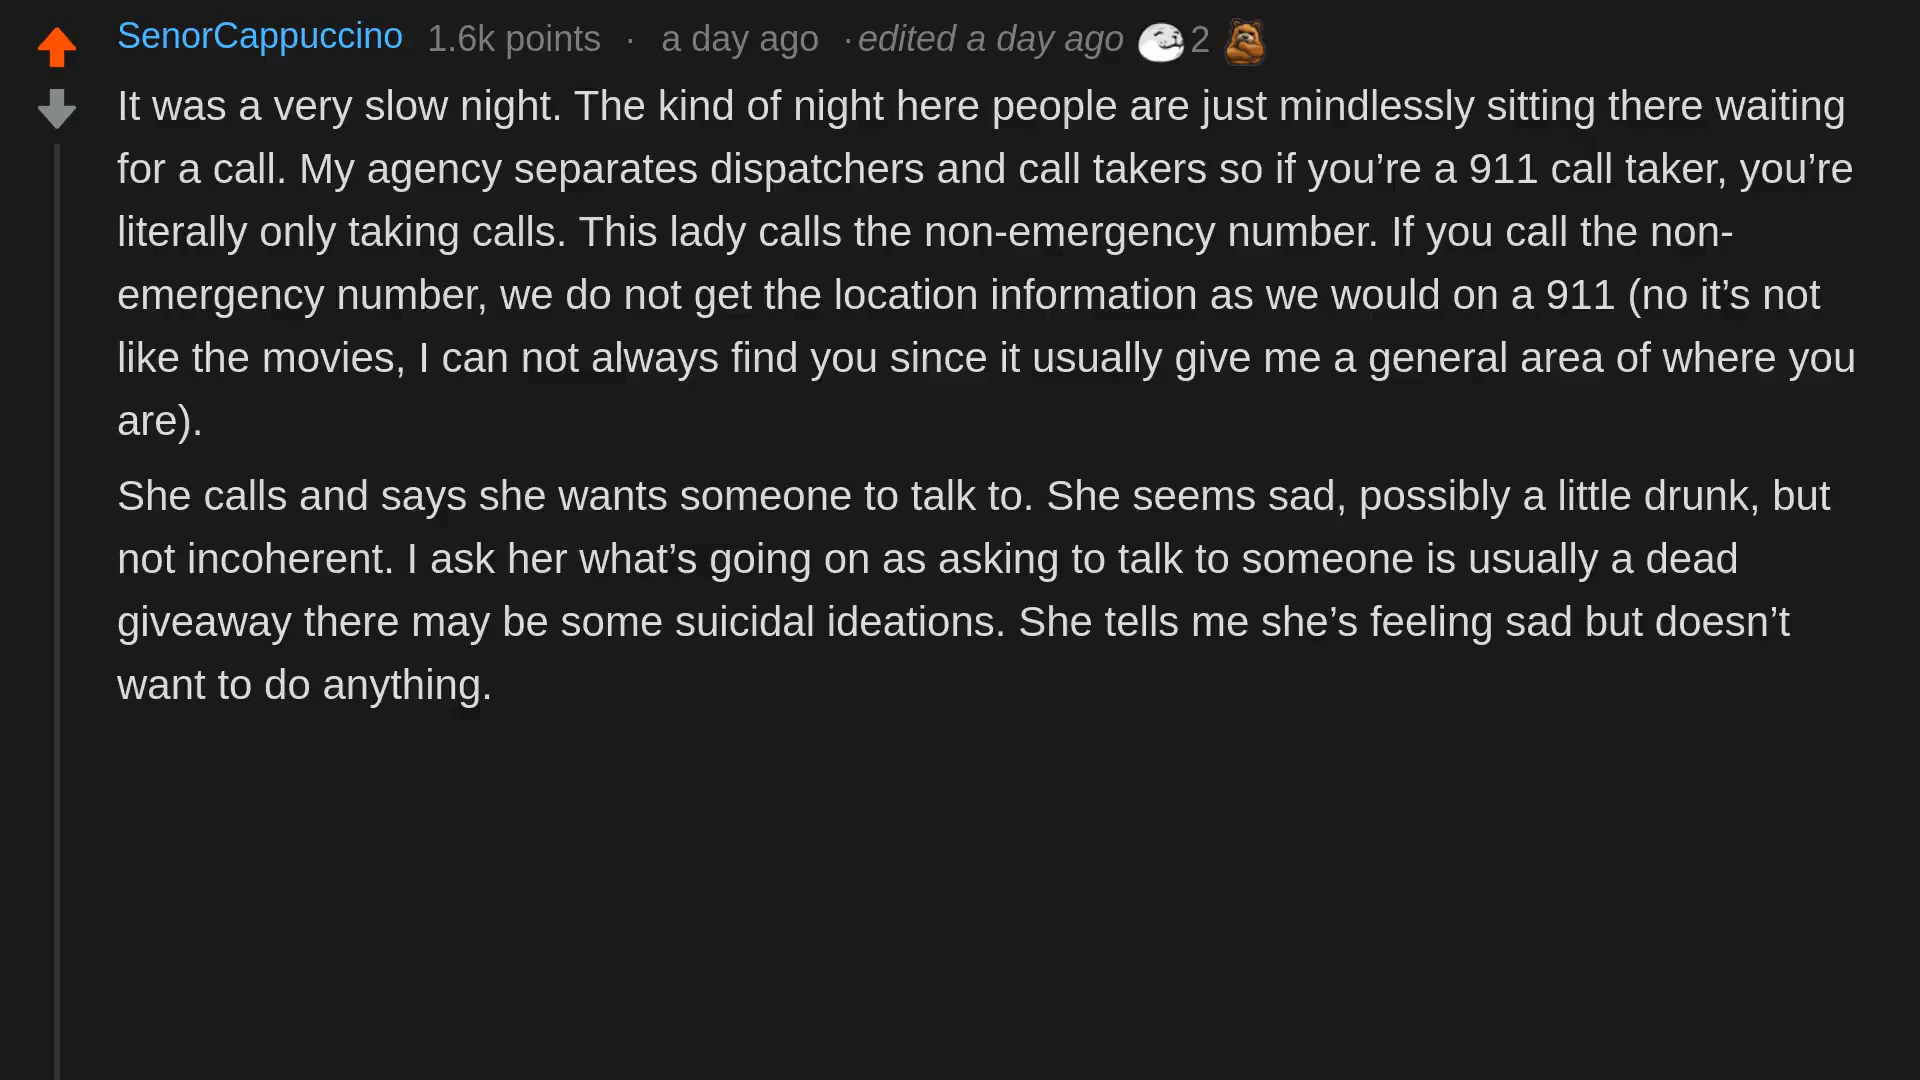 SenorCappuccino 1.6k points · a day ago · edited a day ago 2
It was a very slow night. The kind of night here people are just mindlessly sitting there waiting
for a call. My agency separates dispatchers and call takers so if you’re a 911 call taker, you’re
literally only taking calls. This lady calls the non-emergency number. If you call the non-
emergency number, we do not get the location information as we would on a 911 (no it’s not
like the movies, I can not always find you since it usually give me a general area of where you
are).
She calls and says she wants someone to talk to. She seems sad, possibly a little drunk, but
not incoherent. I ask her what’s going on as asking to talk to someone is usually a dead
giveaway there may be some suicidal ideations. She tells me she’s feeling sad but doesn’t
want to do anything.